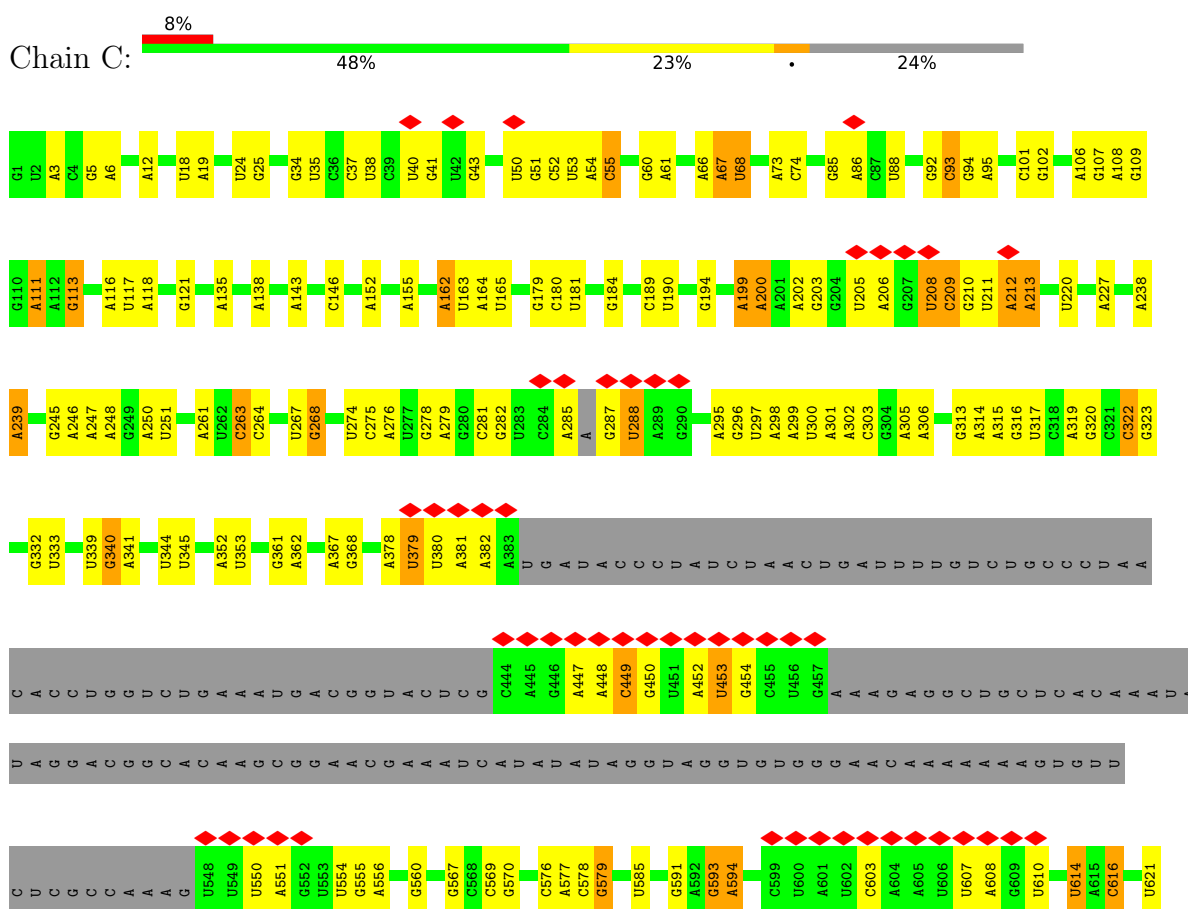 Chain C:
8%
48% 23% • 24%
G1 U2 A3 C4 G5 A6 A12 U18 A19 U24 G25 G34 U35 C36 C37 U38 C39 U40 G41 U42 G43 U50 G51 C52 U53 A54 C55 G60 A61 A66 A67 U68 A73 C74 G85 A86 C87 U88 G92 C93 G94 A95 C101 G102 A106 G107 A108 G109
G110 A111 A112 G113 A116 U117 A118 G121 A135 A138 A143 C146 A152 A155 A162 U163 A164 U165 G179 C180 U181 G184 C189 U190 G194 A199 A200 A201 A202 G203 G204 U205 A206 G207 U208 C209 G210 U211 A212 A213 U220 A227 A238
A239 G245 A246 A247 A248 G249 A250 U251 A261 U262 C263 C264 U267 G268 U274 C275 A276 U277 G278 A279 G280 C281 G282 U283 C284 A285 A G287 U288 A289 G290 A295 G296 U297 A298 A299 U300 A301 A302 C303 G304 A305 A306 G313 A314 A315 G316 U317 C318 A319 G320 C321 C322 G323
G332 U333 U339 G340 A341 U344 U345 A352 U353 G361 A362 A367 G368 A378 U379 U380 A381 A382 A383 U G A U A C C C U A U C U A A C U G A U U U U G U C U G C C C U A A
C A C C U G G U C U G A A A U G A C G G U A C U C G C444 A445 G446 A447 A448 C449 G450 U451 A452 U453 G454 C455 U456 G457 A A A G A G G C U G C U C A C A A A U A
U A G G A C G G C A C A A G C G G A A C G A A A U C A U A U A U A G G U A G G U G U G G G A A C A A A A A A A G U G U U
C U C G C C A A A G U548 U549 U550 A551 G552 U553 U554 G555 A556 G560 G567 C568 C569 G570 C576 A577 C578 G579 U585 G591 A592 G593 A594 C599 U600 A601 U602 C603 A604 A605 U606 U607 A608 G609 U610 U614 A615 C616 U621